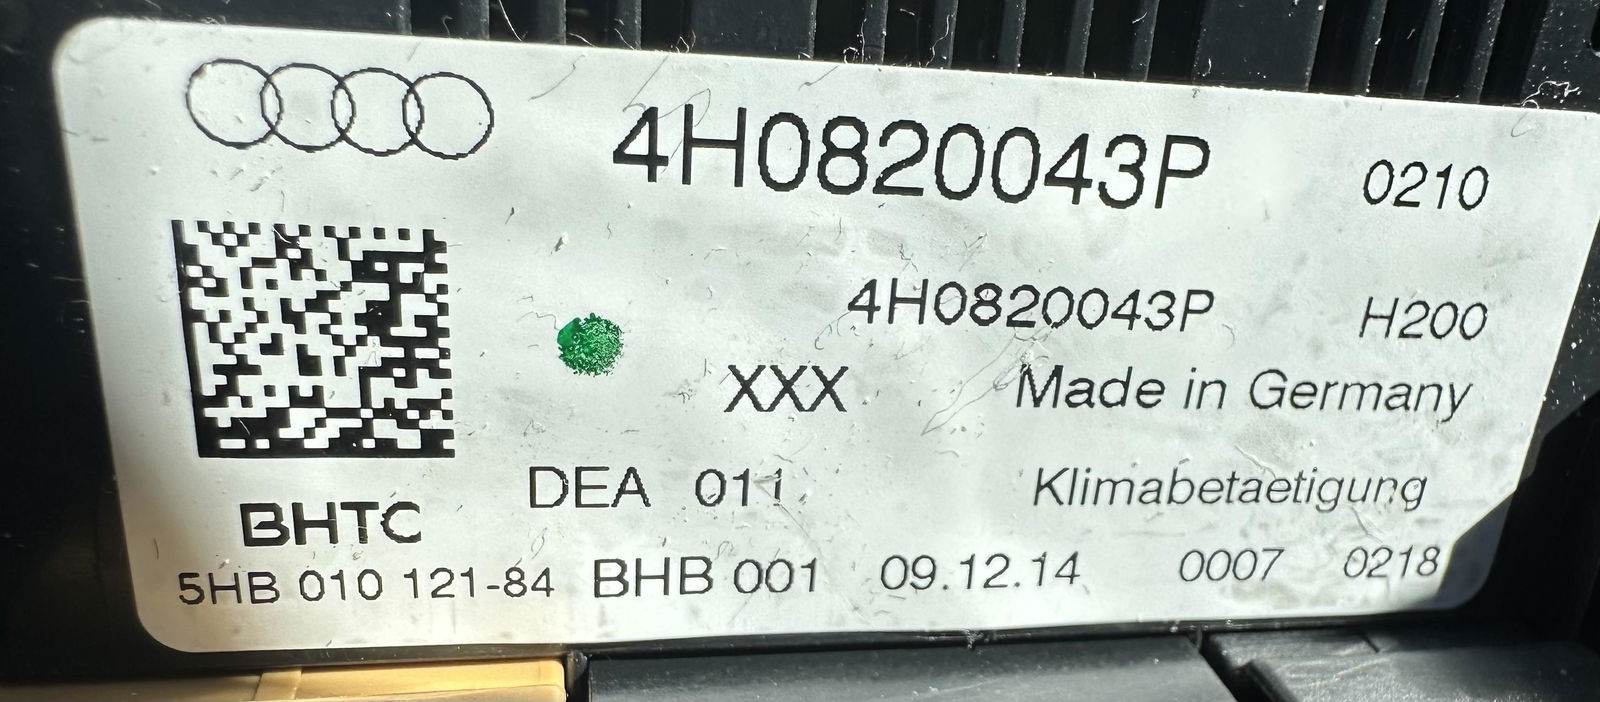 4H0820043P 0210
4H0820043P H200
XXX Made in Germany
DEA 011 Klimabetaetigung
BHTC
5HB 010 121-84 BHB 001 09.12.14 0007 0218